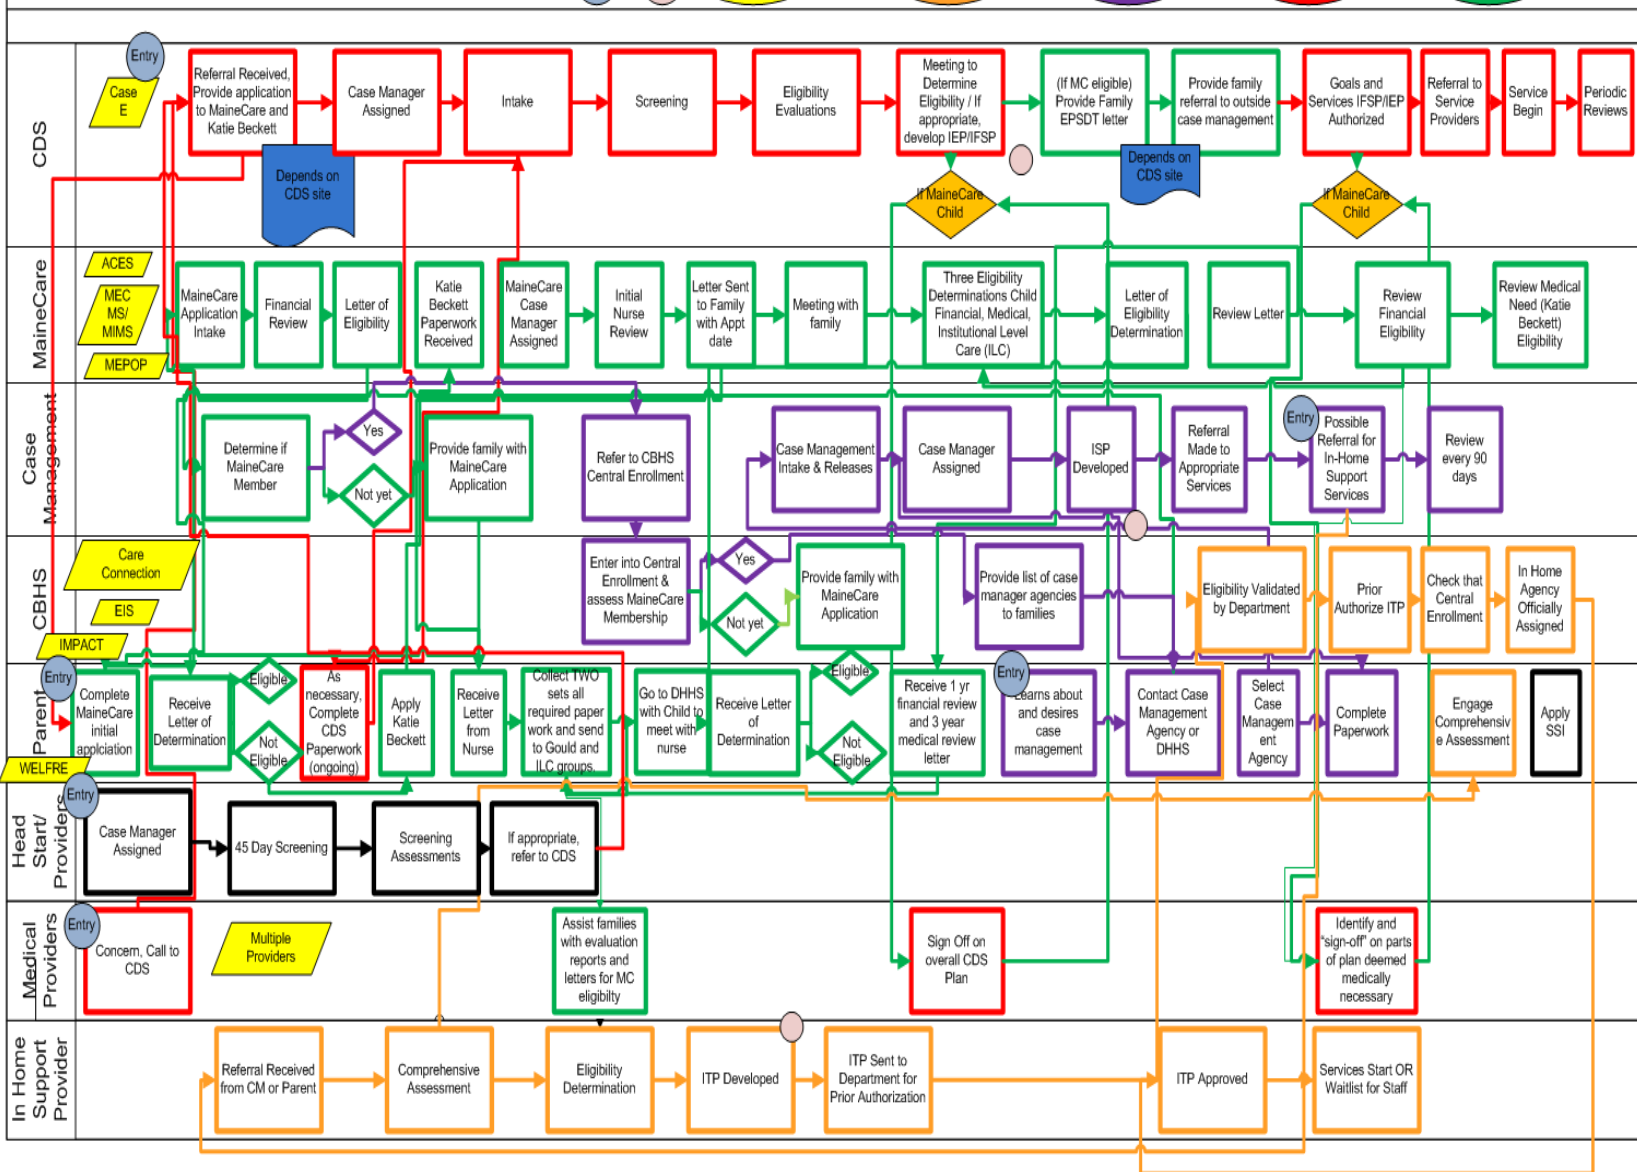 Entry
Case
E
CDS
Referral Received,
Provide application
to MaineCare and
Katie Beckett
Case Manager
Assigned
Intake
Screening
Eligibility
Evaluations
Meeting to
Determine
Eligibility / If
appropriate,
develop IEP/IFSP
(If MC eligible)
Provide Family
EPSDT letter
Provide family
referral to outside
case management
Goals and
Services IFSP/IEP
Authorized
Referral to
Service
Providers
Service
Begin
Periodic
Reviews
Depends on
CDS site
Depends on
CDS site
If MaineCare
Child
If MaineCare
Child
MaineCare
ACES
MEC
MS/
MIMS
MEPOP
MaineCare
Application
Intake
Financial
Review
Letter of
Eligibility
Katie
Beckett
Paperwork
Received
MaineCare
Case
Manager
Assigned
Initial
Nurse
Review
Letter Sent
to Family
with Appt
date
Meeting with
family
Three Eligibility
Determinations Child
Financial, Medical,
Institutional Level
Care (ILC)
Letter of
Eligibility
Determination
Review Letter
Review
Financial
Eligibility
Review Medical
Need (Katie
Beckett)
Eligibility
Case
Management
Determine if
MaineCare
Member
Yes
Not yet
Provide family with
MaineCare
Application
Refer to CBHS
Central Enrollment
Case Management
Intake & Releases
Case Manager
Assigned
ISP
Developed
Referral
Made to
Appropriate
Services
Entry
Possible
Referral for
In-Home
Support
Services
Review
every 90
days
CBHS
Care
Connection
EIS
IMPACT
Enter into Central
Enrollment &
assess MaineCare
Membership
Yes
Not yet
Provide family with
MaineCare
Application
Provide list of case
manager agencies
to families
Eligibility Validated
by Department
Prior
Authorize ITP
Check that
Central
Enrollment
In Home
Agency
Officially
Assigned
Parent
Entry
WELFRE
Complete
MaineCare
initial
applciation
Receive
Letter of
Determination
Eligible
Not
Eligible
As
necessary,
Complete
CDS
Paperwork
(ongoing)
Apply
Katie
Beckett
Receive
Letter
from
Nurse
Collect TWO
sets all
required paper
work and send
to Gould and
ILC groups.
Go to DHHS
with Child to
meet with
nurse
Receive Letter
of
Determination
Eligible
Not
Eligible
Receive 1 yr
financial review
and 3 year
medical review
letter
Entry
Learns about
and desires
case
management
Contact Case
Management
Agency or
DHHS
Select
Case
Managem
ent
Agency
Complete
Paperwork
Engage
Comprehensiv
e Assessment
Apply
SSI
Head
Start/
Providers
Entry
Case Manager
Assigned
45 Day Screening
Screening
Assessments
If appropriate,
refer to CDS
Medical
Providers
Entry
Concern, Call to
CDS
Multiple
Providers
Assist families
with evaluation
reports and
letters for MC
eligibilty
Sign Off on
overall CDS
Plan
Identify and
“sign-off” on parts
of plan deemed
medically
necessary
In Home
Support
Provider
Referral Received
from CM or Parent
Comprehensive
Assessment
Eligibility
Determination
ITP Developed
ITP Sent to
Department for
Prior Authorization
ITP Approved
Services Start OR
Waitlist for Staff